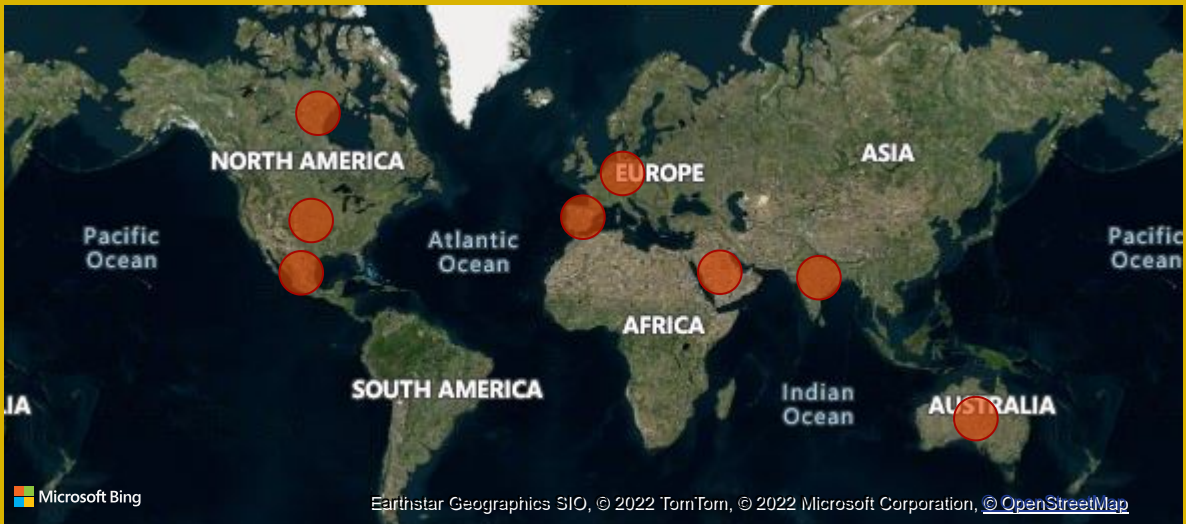 NORTH AMERICA
ASIA
EUROPE
Pacific
Ocean
Atlantic
Ocean
Pacific
Ocean
AFRICA
SOUTH AMERICA
Indian
Ocean
LIA
AUSTRALIA
Microsoft Bing
Earthstar Geographics SIO, © 2022 TomTom, © 2022 Microsoft Corporation, © OpenStreetMap